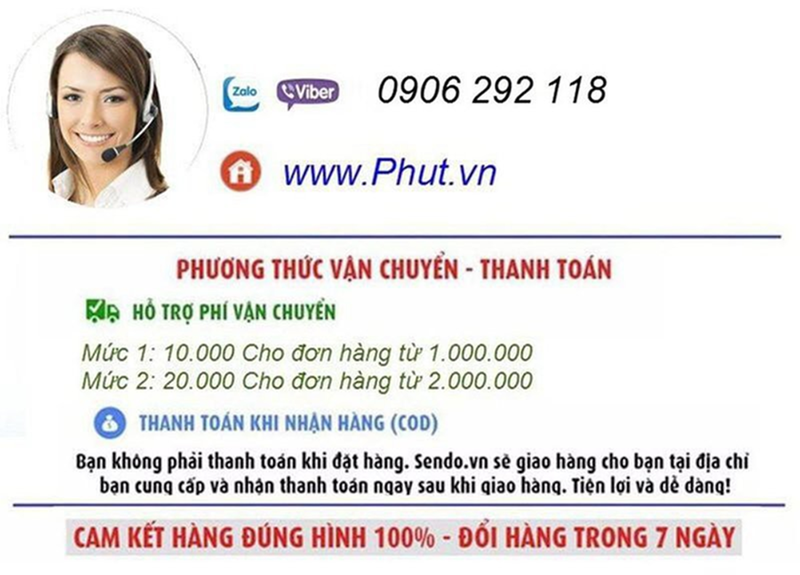 Zalo Viber 0906 292 118
www.Phut.vn
PHƯƠNG THỨC VẬN CHUYỂN - THANH TOÁN
HỖ TRỢ PHÍ VẬN CHUYỂN
Mức 1: 10.000 Cho đơn hàng từ 1.000.000
Mức 2: 20.000 Cho đơn hàng từ 2.000.000
THANH TOÁN KHI NHẬN HÀNG (COD)
Bạn không phải thanh toán khi đặt hàng. Sendo.vn sẽ giao hàng cho bạn tại địa chỉ
bạn cung cấp và nhận thanh toán ngay sau khi giao hàng. Tiện lợi và dễ dàng!
CAM KẾT HÀNG ĐÚNG HÌNH 100% - ĐỔI HÀNG TRONG 7 NGÀY